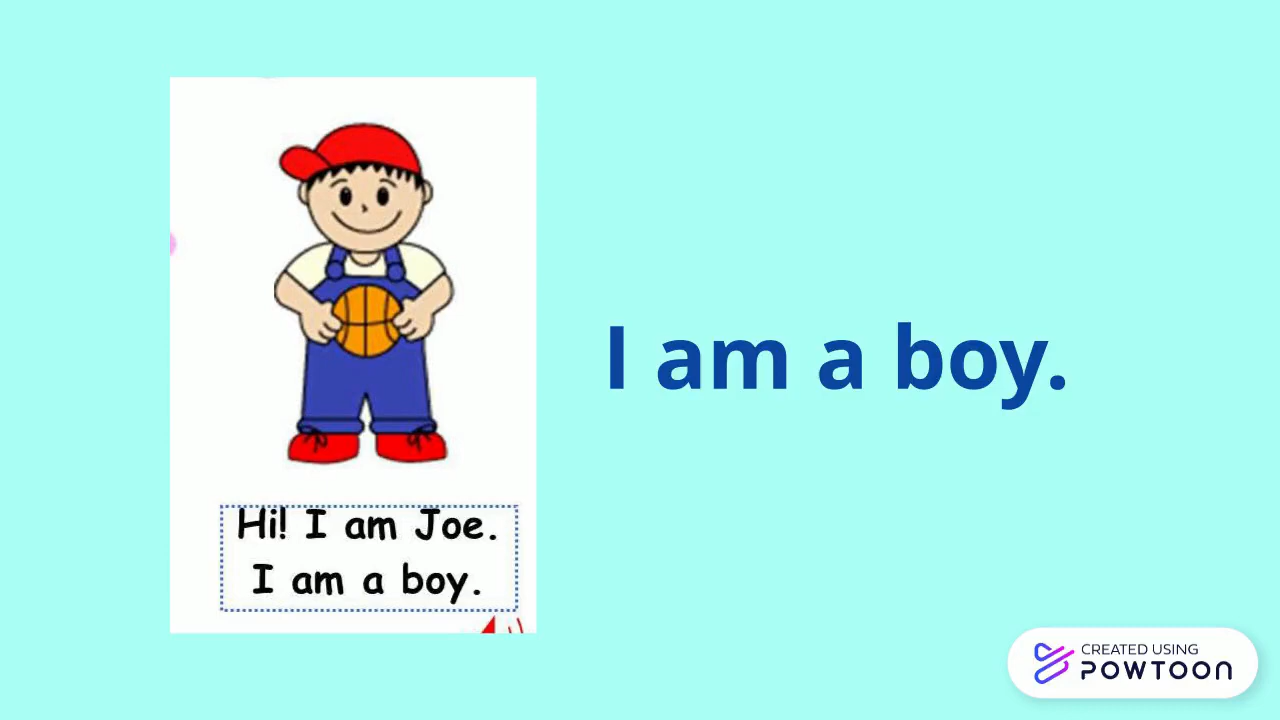 Hi! I am Joe.
I am a boy.
I am a boy.
CREATED USING
POWTOON